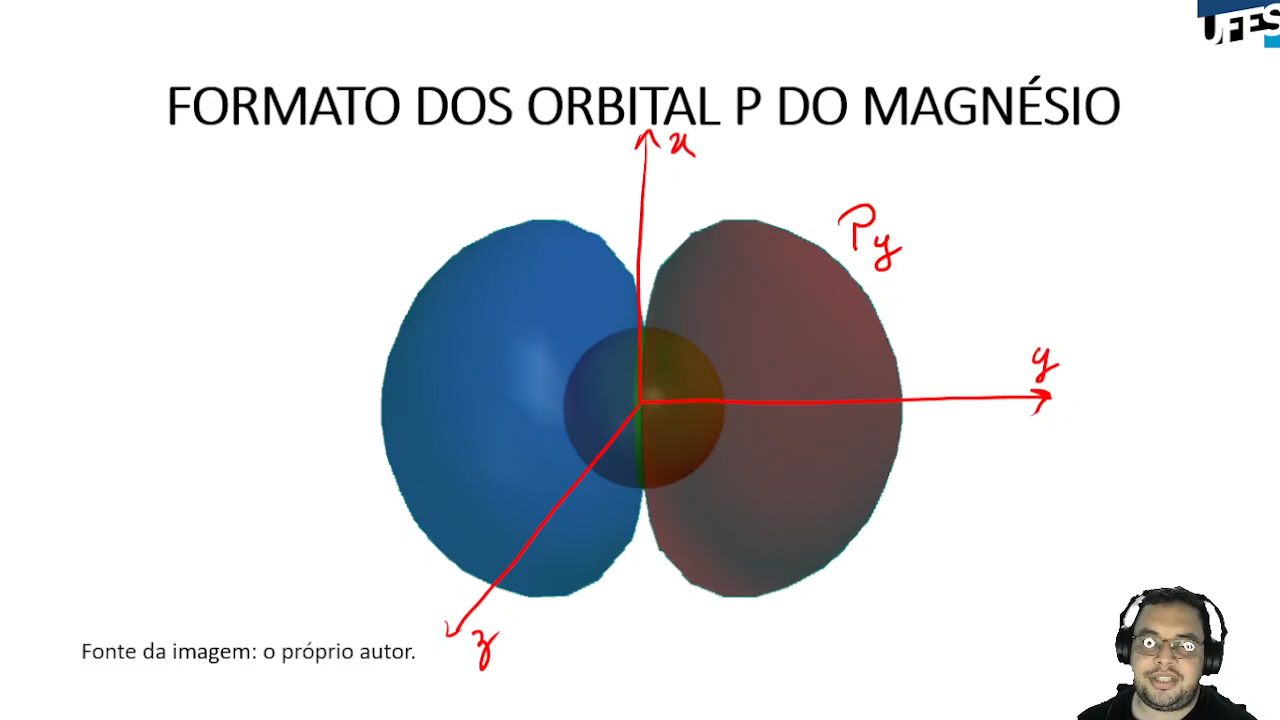 UFES
FORMATO DOS ORBITAL P DO MAGNÉSIO
x
Py
y
z
Fonte da imagem: o próprio autor.